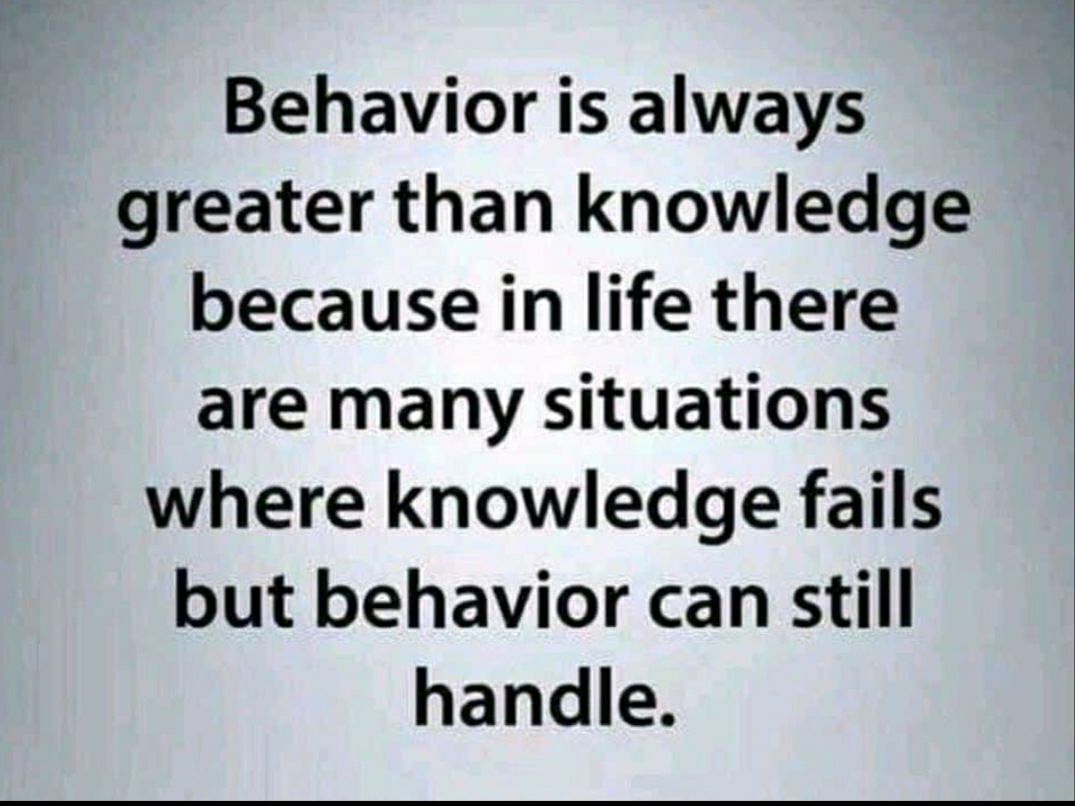 Behavior is always
greater than knowledge
because in life there
are many situations
where knowledge fails
but behavior can still
handle.